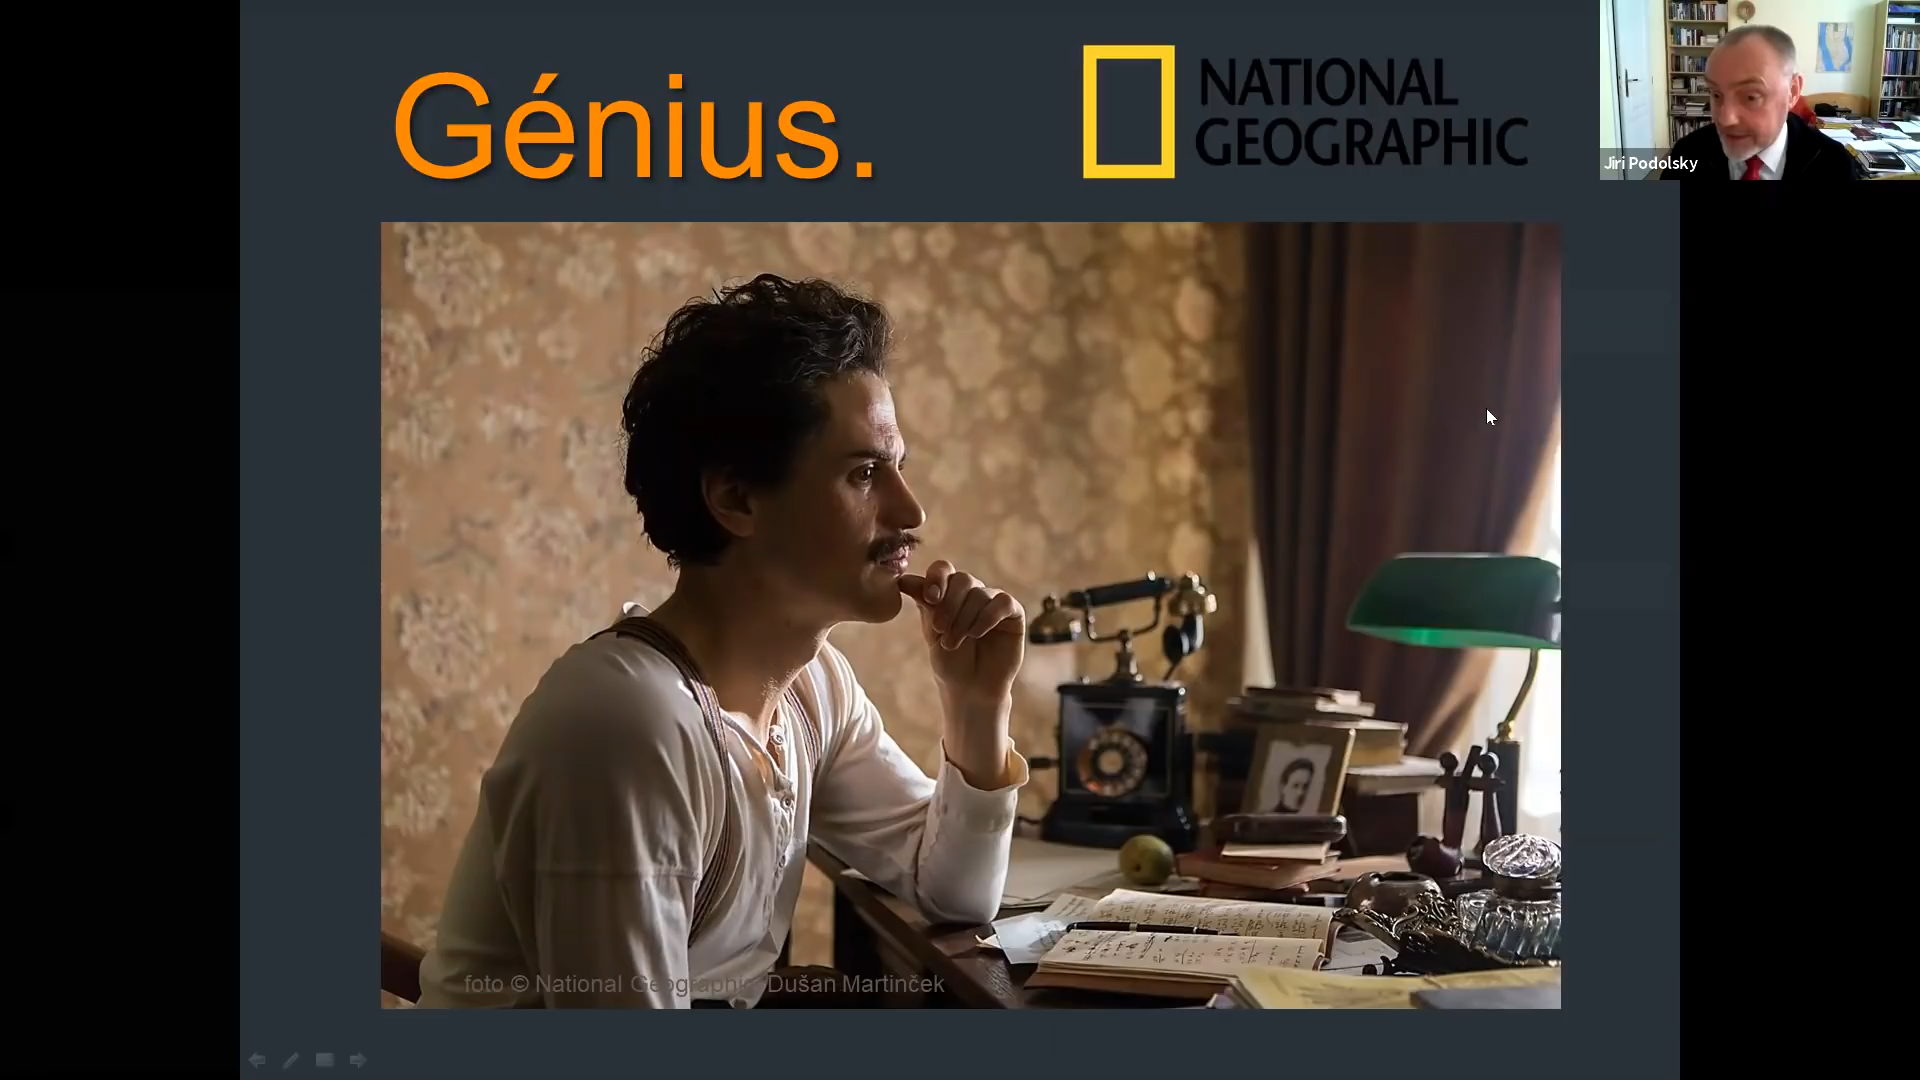 Génius.
NATIONAL
GEOGRAPHIC
Jiri Podolsky
foto © National Geographic, Dušan Martinček